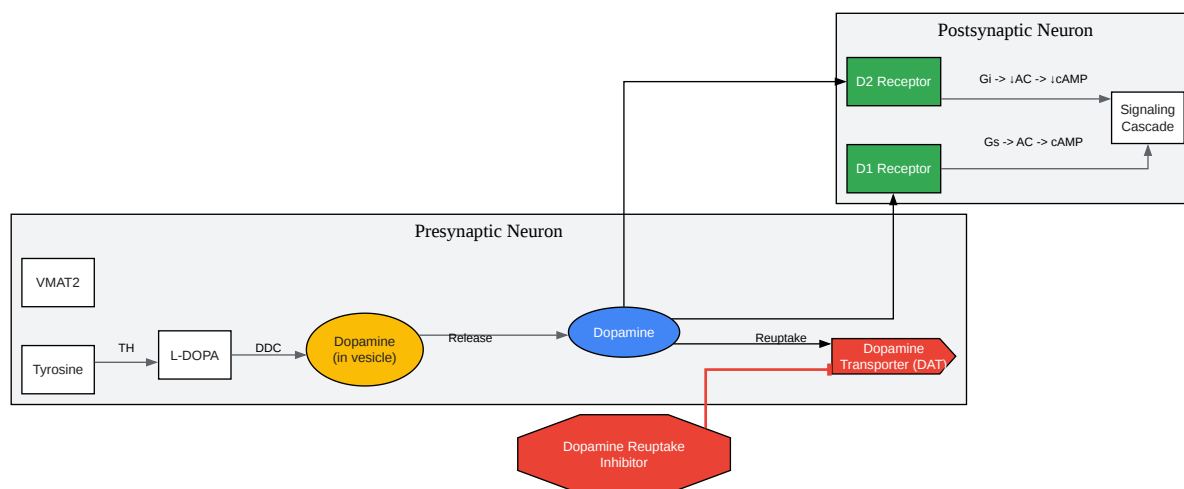 Postsynaptic Neuron
D2 Receptor
Gi -> ↓AC -> ↓cAMP
Signaling
Cascade
Gs -> AC -> cAMP
D1 Receptor
Presynaptic Neuron
VMAT2
Tyrosine
TH
L-DOPA
DDC
Dopamine
(in vesicle)
Release
Dopamine
Reuptake
Dopamine
Transporter (DAT)
Dopamine Reuptake
Inhibitor